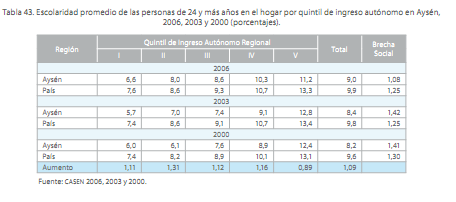 Tabla 43. Escolaridad promedio de las personas de 24 y más años en el hogar por quintil de ingreso autónomo en Aysén,
2006, 2003 y 2000 (porcentajes).
Región Quintil de Ingreso Autónomo Regional Total Brecha Social
I II III IV V
2006
Aysén 6,6 8,0 8,6 10,3 11,2 9,0 1,08
País 7,6 8,6 9,3 10,7 13,3 9,9 1,25
2003
Aysén 5,7 7,0 7,4 9,1 12,8 8,4 1,42
País 7,4 8,6 9,1 10,7 13,4 9,8 1,25
2000
Aysén 6,0 6,1 7,6 8,9 12,4 8,2 1,41
País 7,4 8,2 8,9 10,1 13,1 9,6 1,30
Aumento 1,11 1,31 1,12 1,16 0,89 1,09
Fuente: CASEN 2006, 2003 y 2000.